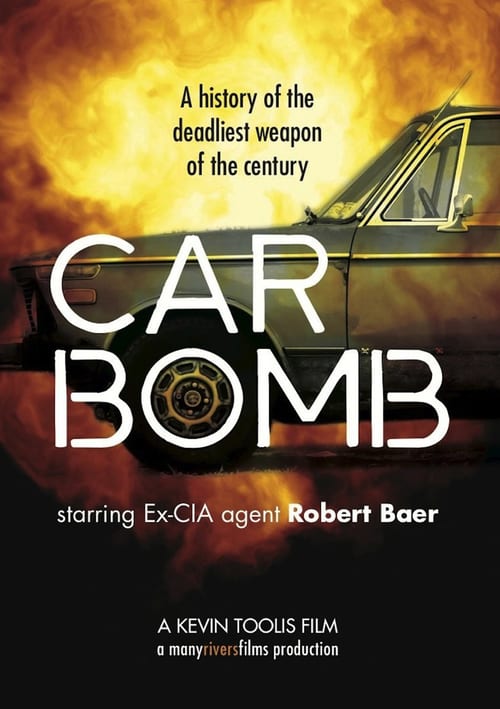 A history of the
deadliest weapon
of the century
CAR
BOMB
starring Ex-CIA agent Robert Baer
A KEVIN TOOLIS FILM
a manyriversfilms production